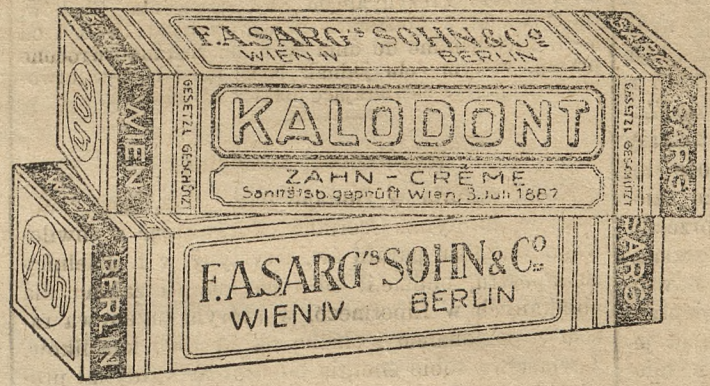 F.A.SARG'S SOHN & Cº
WIEN IV BERLIN
70h
WIEN
GESETZL. GESCHÜTZT
KALODONT
ZAHN - CREME
Sanitätsb. geprüft Wien, 3. Juli 1887
GESETZL. GESCHÜTZT
SARG
70h
BERLIN
F.A.SARG'S SOHN & Cº
WIEN IV BERLIN
SARG